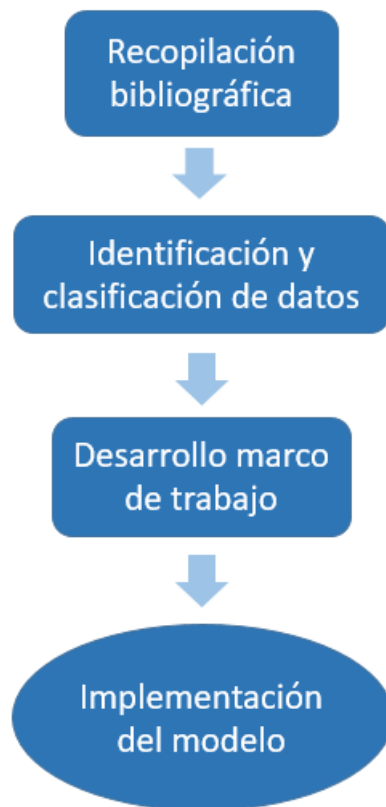 Recopilación
bibliográfica
Identificación y
clasificación de datos
Desarrollo marco
de trabajo
Implementación
del modelo